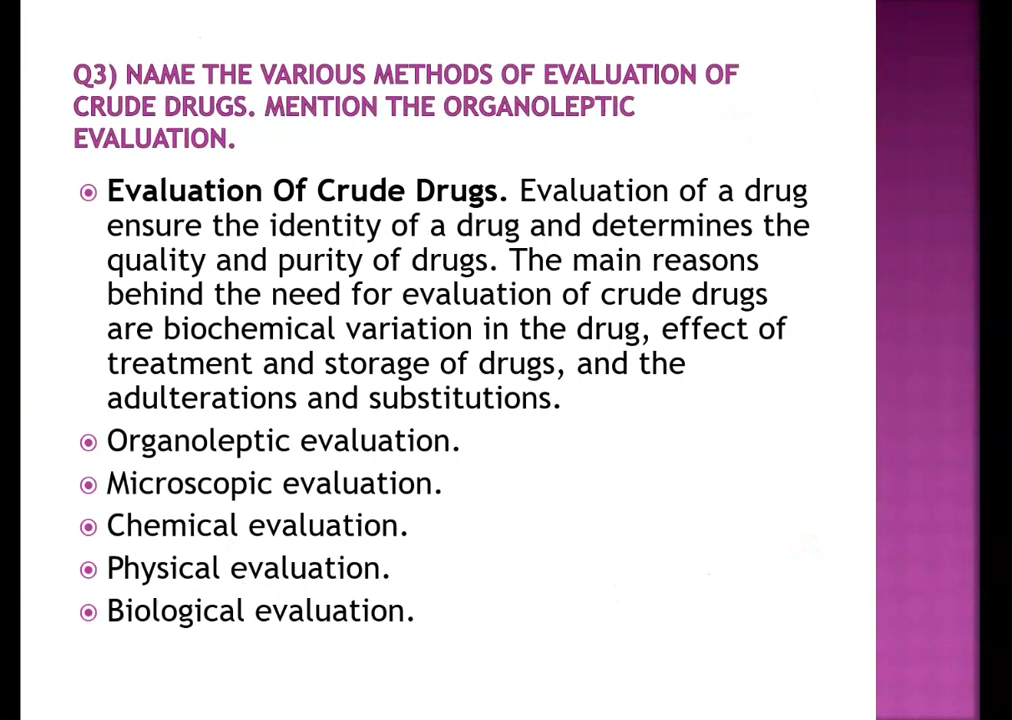 Q3) NAME THE VARIOUS METHODS OF EVALUATION OF
CRUDE DRUGS. MENTION THE ORGANOLEPTIC
EVALUATION.
Evaluation Of Crude Drugs. Evaluation of a drug
ensure the identity of a drug and determines the
quality and purity of drugs. The main reasons
behind the need for evaluation of crude drugs
are biochemical variation in the drug, effect of
treatment and storage of drugs, and the
adulterations and substitutions.
Organoleptic evaluation.
Microscopic evaluation.
Chemical evaluation.
Physical evaluation.
Biological evaluation.